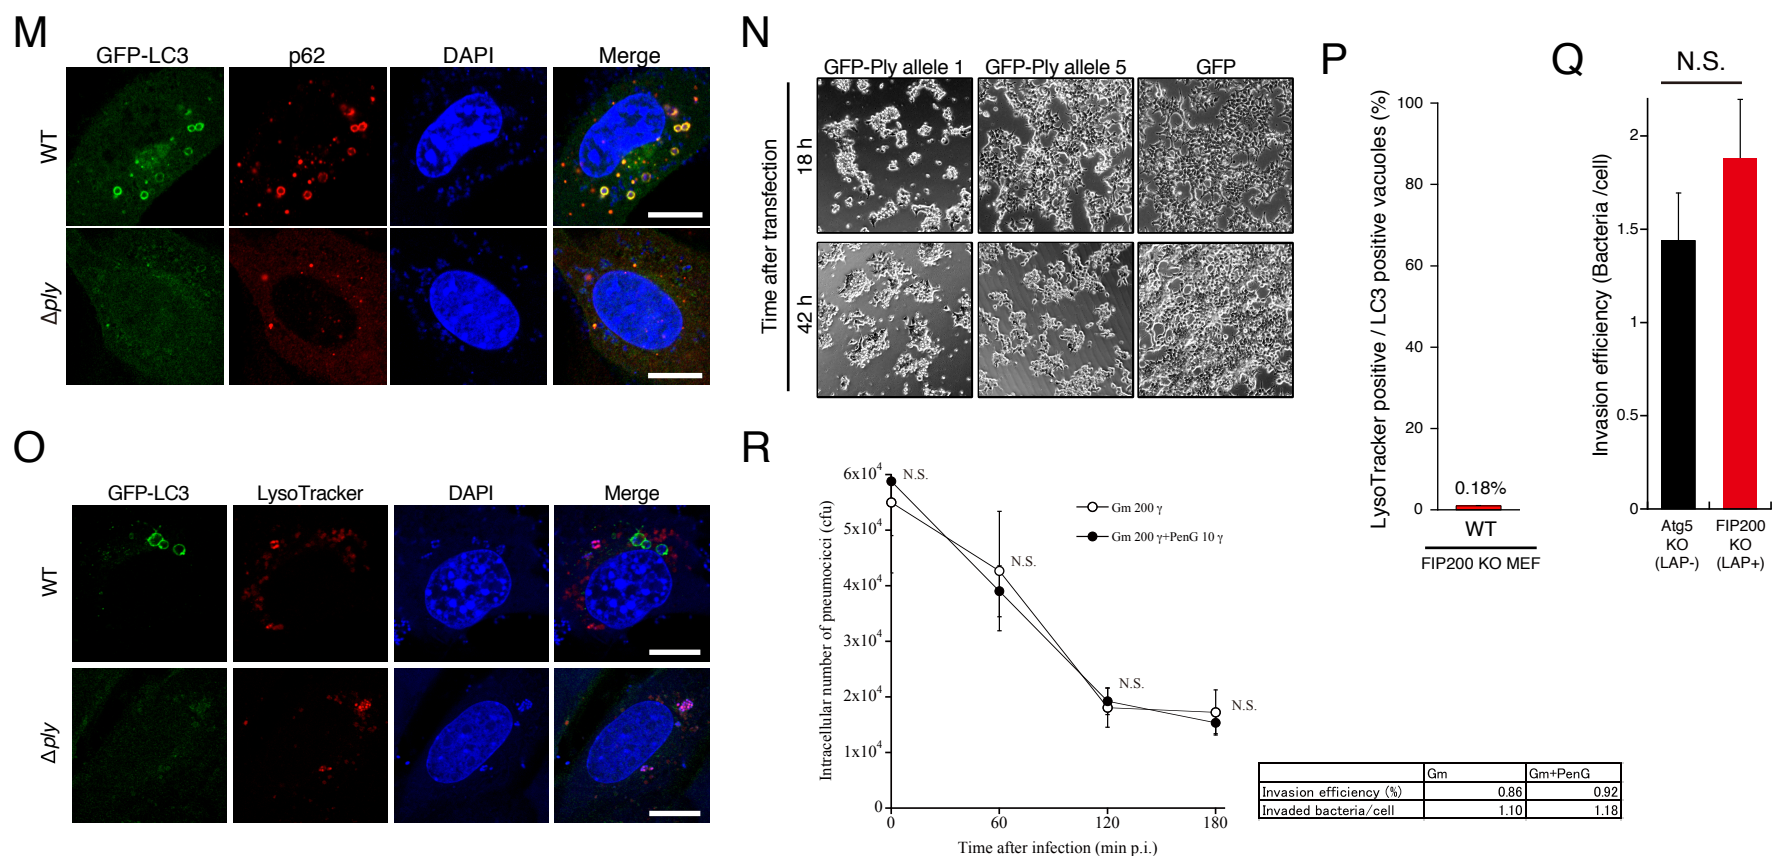 M
GFP-LC3 p62 DAPI Merge
WT
Δply
N
GFP-Ply allele 1 GFP-Ply allele 5 GFP
Time after transfection
18 h
42 h
O
GFP-LC3 LysoTracker DAPI Merge
WT
Δply
P
LysoTracker positive / LC3 positive vacuoles (%)
100
80
60
40
20
0
0.18%
WT
FIP200 KO MEF
Q
N.S.
Invasion efficiency (Bacteria /cell)
2
1.5
1
0.5
0
Atg5 FIP200
KO KO
(LAP-) (LAP+)
R
Intracellular number of pneumocicci (cfu)
6x10⁴
5x10⁴
4x10⁴
3x10⁴
2x10⁴
1x10⁴
0
N.S.
N.S.
N.S.
N.S.
Gm 200 γ
Gm 200 γ+PenG 10 γ
0 60 120 180
Time after infection (min p.i.)
Gm Gm+PenG
Invasion efficiency (%) 0.86 0.92
Invaded bacteria/cell 1.10 1.18